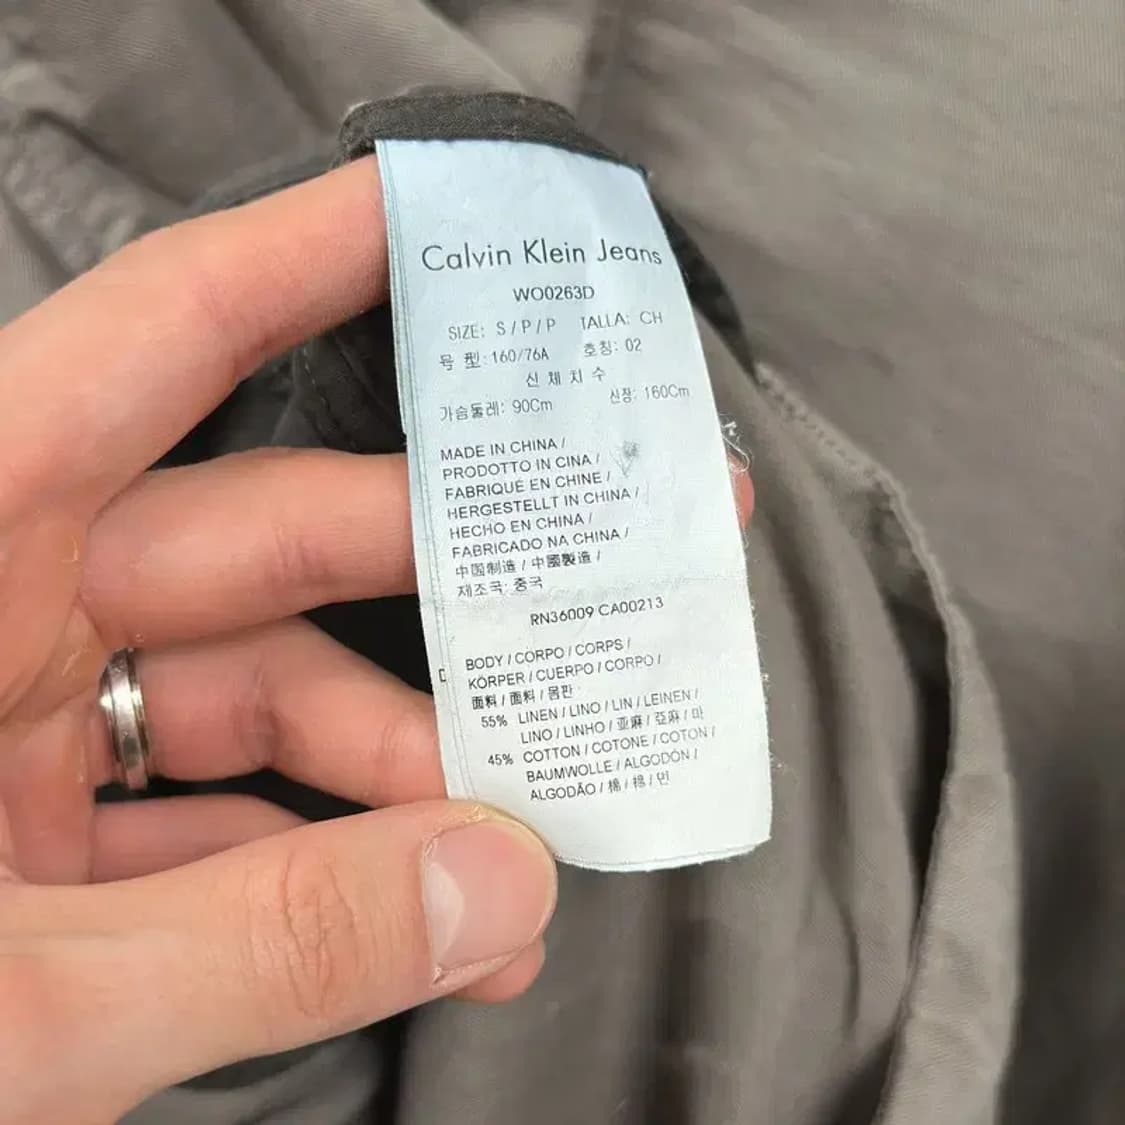 Calvin Klein Jeans
WO0263D
SIZE: S / P / P TALLA: CH
号 型:160/76A 호칭: 02
신 체 치 수
가슴둘레: 90Cm 신장: 160Cm
MADE IN CHINA /
PRODOTTO IN CINA /
FABRIQUÉ EN CHINE /
HERGESTELLT IN CHINA /
HECHO EN CHINA /
FABRICADO NA CHINA /
中国制造 / 中國製造 /
제조국: 중국
RN36009 CA00213
BODY / CORPO / CORPS /
KÖRPER / CUERPO / CORPO /
面料 / 面料 / 몸판
55% LINEN / LINO / LIN / LEINEN /
LINO / LINHO / 亚麻 / 亞麻 / 마
45% COTTON / COTONE / COTON /
BAUMWOLLE / ALGODÓN /
ALGODÃO / 棉 / 棉 / 면